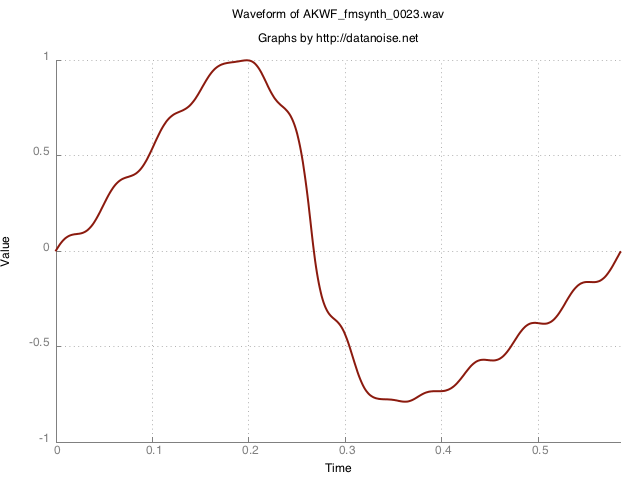 Waveform of AKWF_fmsynth_0023.wav
Graphs by http://datanoise.net
1
0.5
0
-0.5
-1
Value
0 0.1 0.2 0.3 0.4 0.5
Time